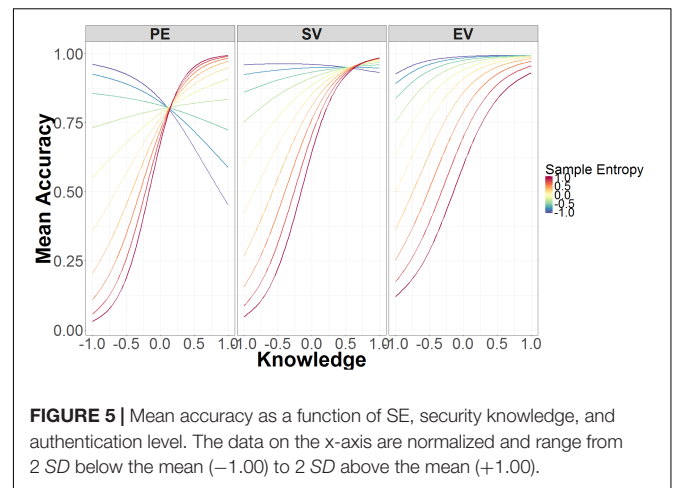 PE SV EV
1.00
0.75
0.50
0.25
0.00
Mean Accuracy
-1.0 -0.5 0.0 0.5 1.0 -1.0 -0.5 0.0 0.5 1.0 -1.0 -0.5 0.0 0.5 1.0
Knowledge
Sample Entropy
1.0
0.5
0.0
-0.5
-1.0
FIGURE 5 | Mean accuracy as a function of SE, security knowledge, and
authentication level. The data on the x-axis are normalized and range from
2 SD below the mean (−1.00) to 2 SD above the mean (+1.00).